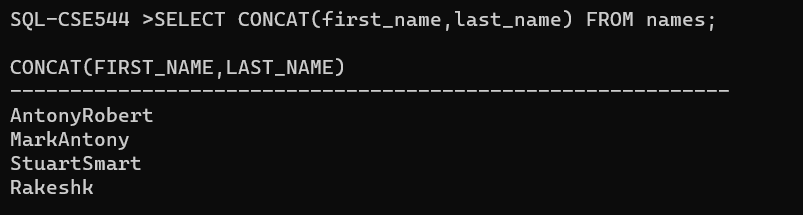 SQL-CSE544 >SELECT CONCAT(first_name,last_name) FROM names;
CONCAT(FIRST_NAME,LAST_NAME)
------------------------------------------------------------
AntonyRobert
MarkAntony
StuartSmart
Rakeshk